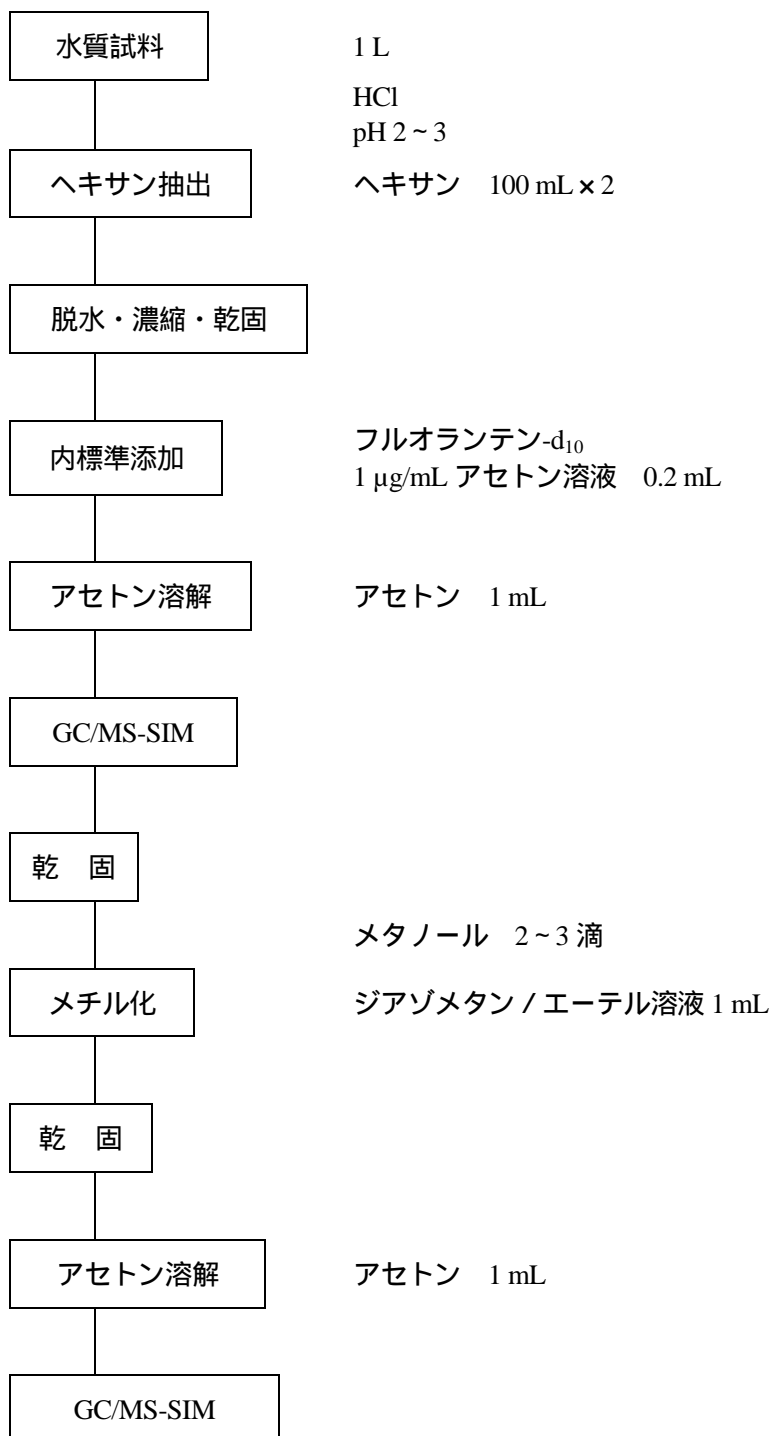 水質試料　1 L
HCl
pH 2～3
ヘキサン抽出　ヘキサン　100 mL×2
脱水・濃縮・乾固
フルオランテン-d₁₀
内標準添加
1 µg/mL アセトン溶液　0.2 mL
アセトン溶解　アセトン　1 mL
GC/MS-SIM
乾　固
メタノール　2～3 滴
メチル化　ジアゾメタン / エーテル溶液 1 mL
乾　固
アセトン溶解　アセトン　1 mL
GC/MS-SIM